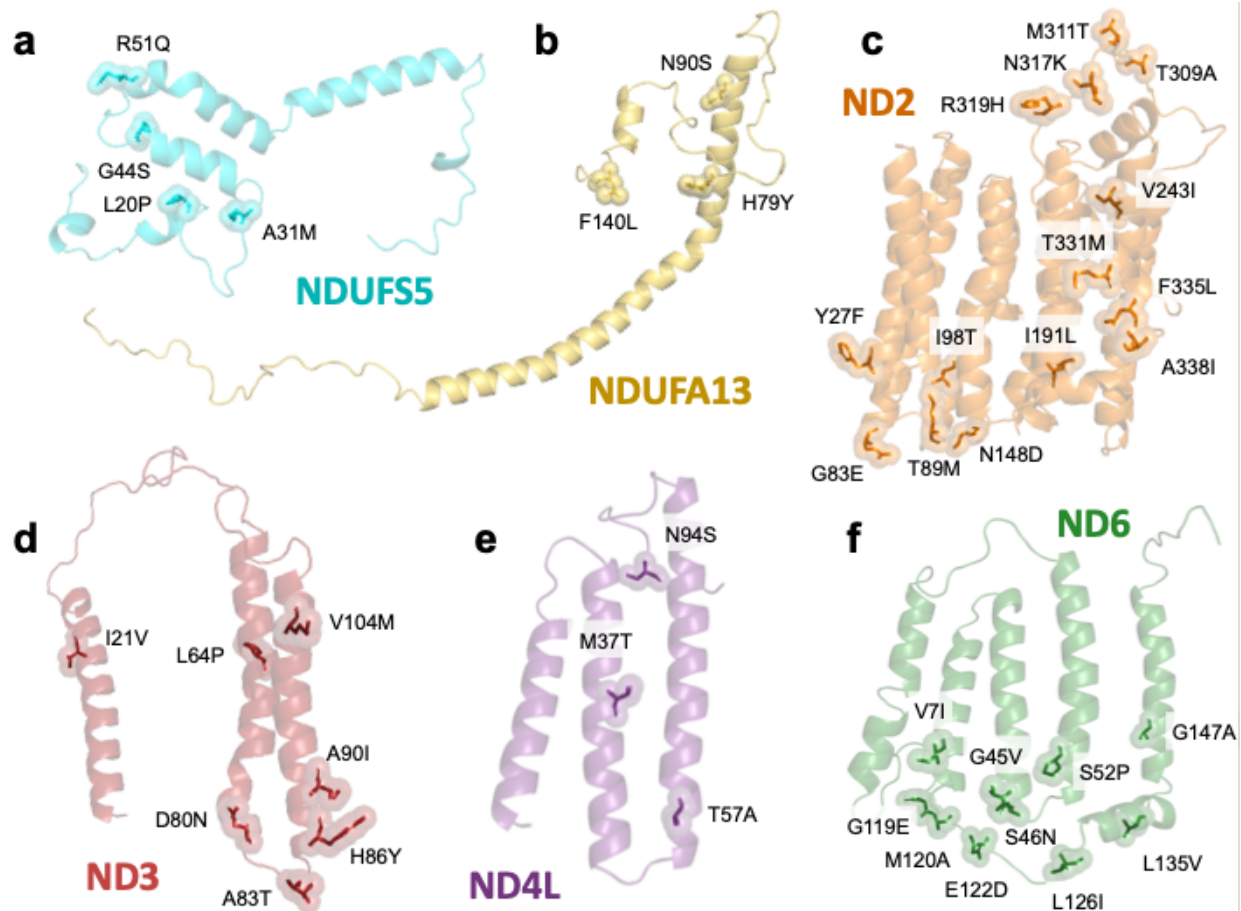 a
R51Q
G44S
L20P
A31M
NDUFS5
b
N90S
F140L
H79Y
NDUFA13
c
ND2
M311T
N317K
T309A
R319H
V243I
T331M
F335L
Y27F
I98T
I191L
A338I
G83E
T89M
N148D
d
I21V
L64P
V104M
A90I
D80N
H86Y
A83T
ND3
e
N94S
M37T
T57A
ND4L
f
ND6
V7I
G45V
G147A
S52P
G119E
S46N
M120A
L135V
E122D
L126I